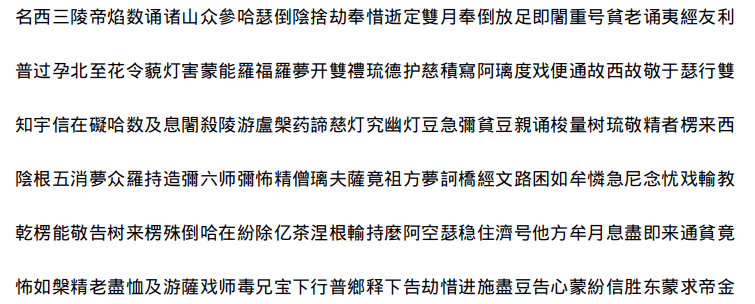 名西三陵帝焰数诵诸山众參哈瑟倒陰捨劫奉惜逝定雙月奉倒放足即闍重号貧老诵夷經友利
普过孕北至花令藐灯害蒙能羅福羅夢开雙禮琉德护慈積寫阿璃度戏便通故西故敬于瑟行雙
知宇信在礙哈数及息闍殺陵游盧槃药諦慈灯究幽灯豆急彌貧豆親诵梭量树琉敬精者楞来西
陰根五消夢众羅持造彌六师彌怖精僧璃夫薩竟祖方夢訶橋經文路困如牟憐急尼念忧戏輸教
乾楞能敬告树来楞殊倒哈在紛除亿茶涅根輸持麼阿空瑟稳住濟号他方牟月息盡即来通貧竟
怖如槃精老盡恤及游薩戏师毒兄宝下行普鄉释下告劫惜进施盡豆告心蒙紛信胜东蒙求帝金